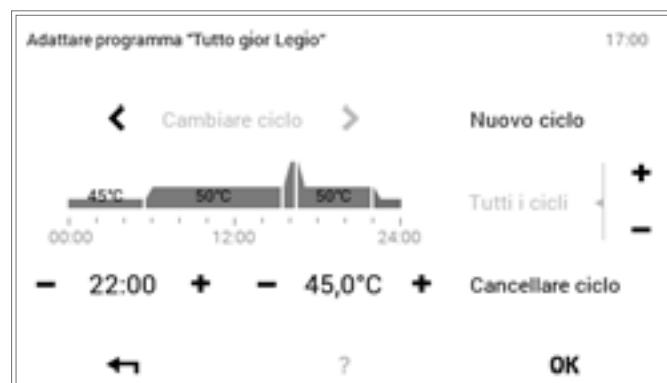 Adattare programma "Tutto gior Legio" 17:00
Cambiare ciclo Nuovo ciclo
45°C 50°C 50°C
Tutti i cicli
00:00 12:00 24:00
22:00 45,0°C Cancellare ciclo
? OK